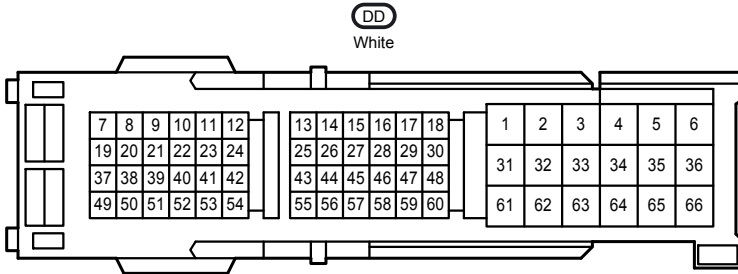 DD
White
7 8 9 10 11 12 13 14 15 16 17 18 1 2 3 4 5 6
19 20 21 22 23 24 25 26 27 28 29 30 31 32 33 34 35 36
37 38 39 40 41 42 43 44 45 46 47 48
49 50 51 52 53 54 55 56 57 58 59 60 61 62 63 64 65 66